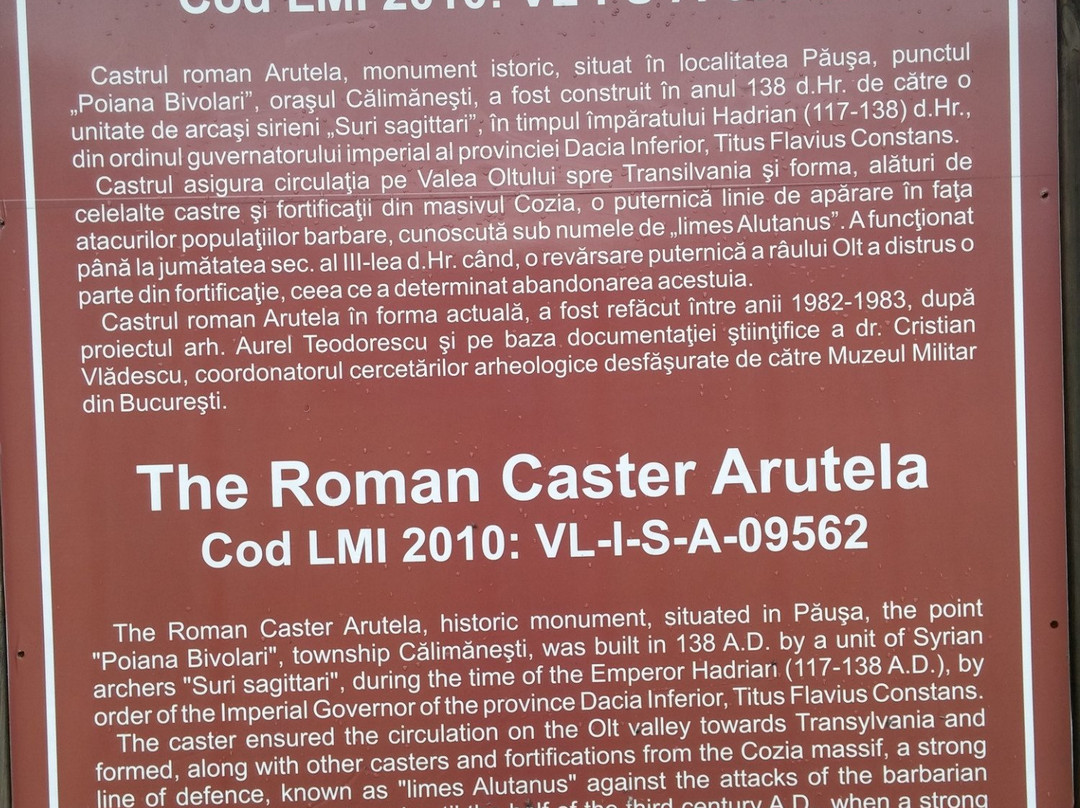 Cod LMI 2010: VL-I-S-A-
Castrul roman Arutela, monument istoric, situat în localitatea Păuşa, punctul
„Poiana Bivolari”, oraşul Călimăneşti, a fost construit în anul 138 d.Hr. de către o
unitate de arcaşi sirieni „Suri sagittari”, în timpul împăratului Hadrian (117-138) d.Hr.,
din ordinul guvernatorului imperial al provinciei Dacia Inferior, Titus Flavius Constans.
Castrul asigura circulaţia pe Valea Oltului spre Transilvania şi forma, alături de
celelalte castre şi fortificaţii din masivul Cozia, o puternică linie de apărare în faţa
atacurilor populaţiilor barbare, cunoscută sub numele de „limes Alutanus”. A funcţionat
până la jumătatea sec. al III-lea d.Hr. când, o revărsare puternică a râului Olt a distrus o
parte din fortificaţie, ceea ce a determinat abandonarea acestuia.
Castrul roman Arutela în forma actuală, a fost refăcut între anii 1982-1983, după
proiectul arh. Aurel Teodorescu şi pe baza documentaţiei ştiinţifice a dr. Cristian
Vlădescu, coordonatorul cercetărilor arheologice desfăşurate de către Muzeul Militar
din Bucureşti.
The Roman Caster Arutela
Cod LMI 2010: VL-I-S-A-09562
The Roman Caster Arutela, historic monument, situated in Păuşa, the point
"Poiana Bivolari", township Călimăneşti, was built in 138 A.D. by a unit of Syrian
archers "Suri sagittari", during the time of the Emperor Hadrian (117-138 A.D.), by
order of the Imperial Governor of the province Dacia Inferior, Titus Flavius Constans.
The caster ensured the circulation on the Olt valley towards Transylvania and
formed, along with other casters and fortifications from the Cozia massif, a strong
line of defence, known as "limes Alutanus" against the attacks of the barbarian
half of the third century A.D., when a strong